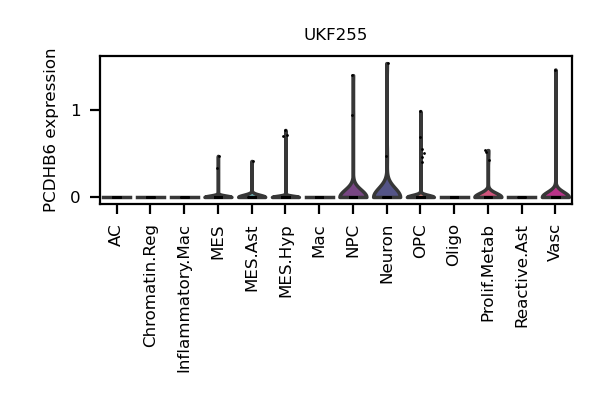 UKF255
PCDHB6 expression
1
0
AC
Chromatin.Reg
Inflammatory.Mac
MES
MES.Ast
MES.Hyp
Mac
NPC
Neuron
OPC
Oligo
Prolif.Metab
Reactive.Ast
Vasc